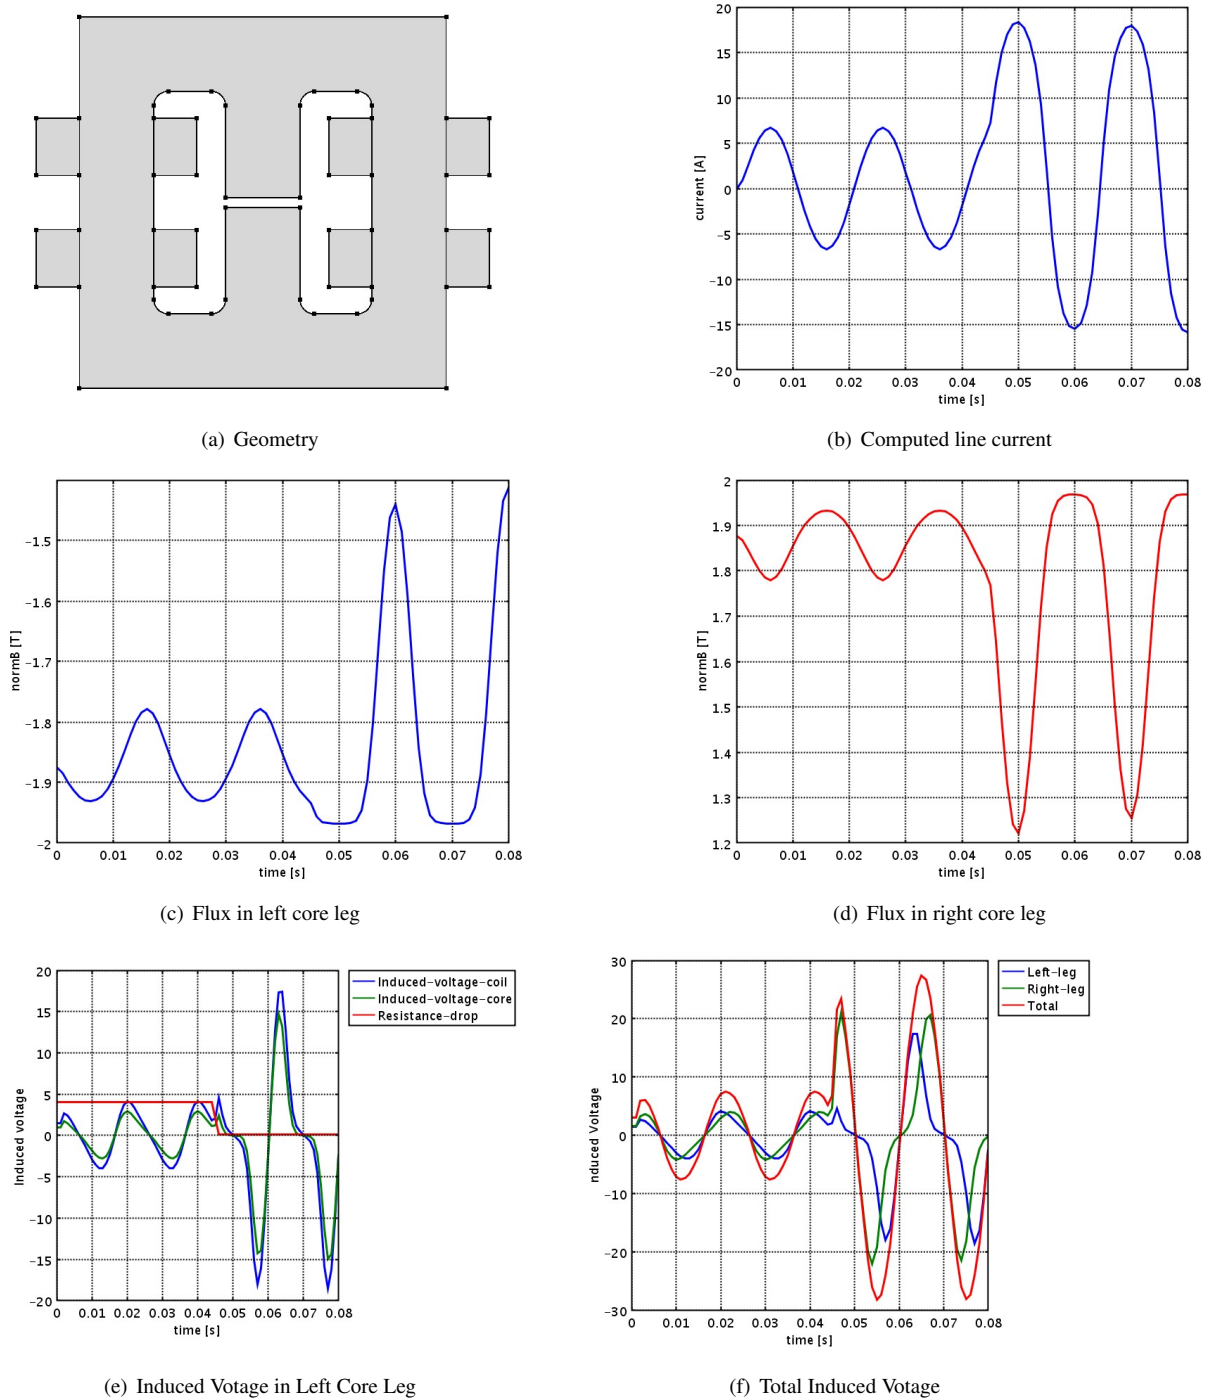 (a) Geometry
20
15
10
5
0
−5
−10
−15
−20
current [A]
0 0.01 0.02 0.03 0.04 0.05 0.06 0.07 0.08
time [s]
(b) Computed line current
−1.5
−1.6
−1.7
−1.8
−1.9
−2
normB [T]
0 0.01 0.02 0.03 0.04 0.05 0.06 0.07 0.08
time [s]
(c) Flux in left core leg
2
1.9
1.8
1.7
1.6
1.5
1.4
1.3
1.2
normB [T]
0 0.01 0.02 0.03 0.04 0.05 0.06 0.07 0.08
time [s]
(d) Flux in right core leg
20
15
10
5
0
−5
−10
−15
−20
Induced voltage
0 0.01 0.02 0.03 0.04 0.05 0.06 0.07 0.08
time [s]
Induced-voltage-coil
Induced-voltage-core
Resistance-drop
(e) Induced Votage in Left Core Leg
30
20
10
0
−10
−20
−30
nduced Voltage
0 0.01 0.02 0.03 0.04 0.05 0.06 0.07 0.08
time [s]
Left-leg
Right-leg
Total
(f) Total Induced Votage